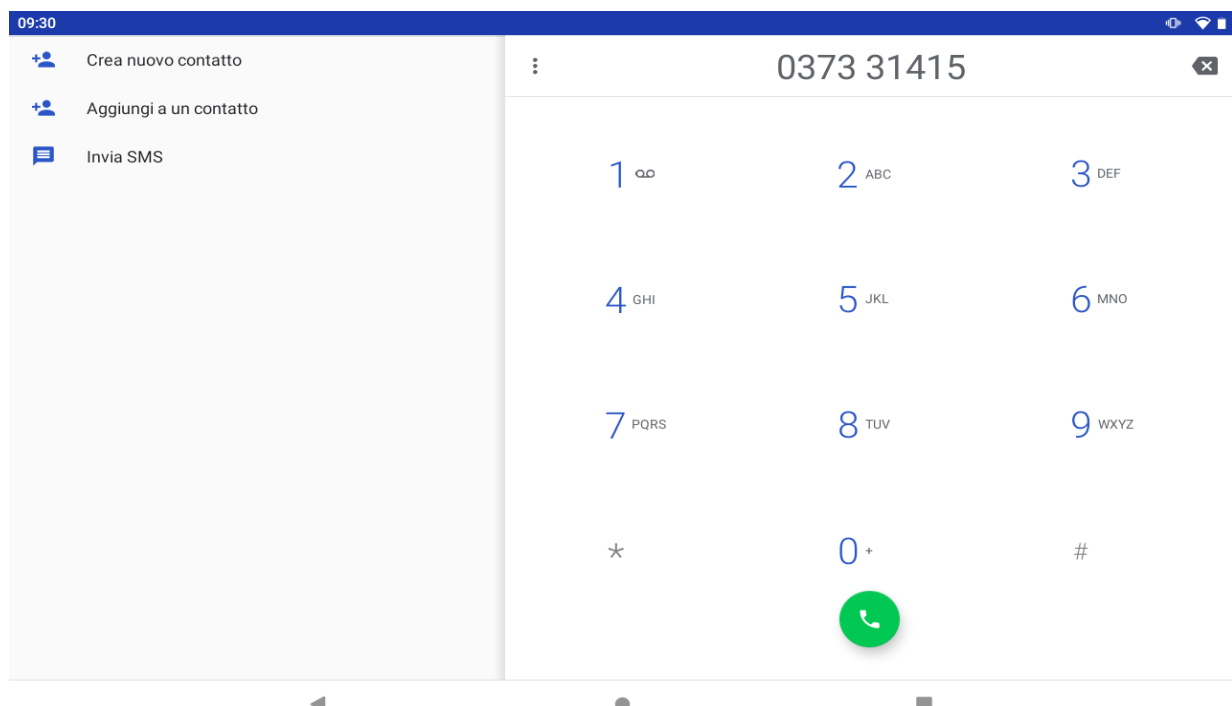 09:30
Crea nuovo contatto
Aggiungi a un contatto
Invia SMS
0373 31415
1
2 ABC
3 DEF
4 GHI
5 JKL
6 MNO
7 PQRS
8 TUV
9 WXYZ
*
0 +
#